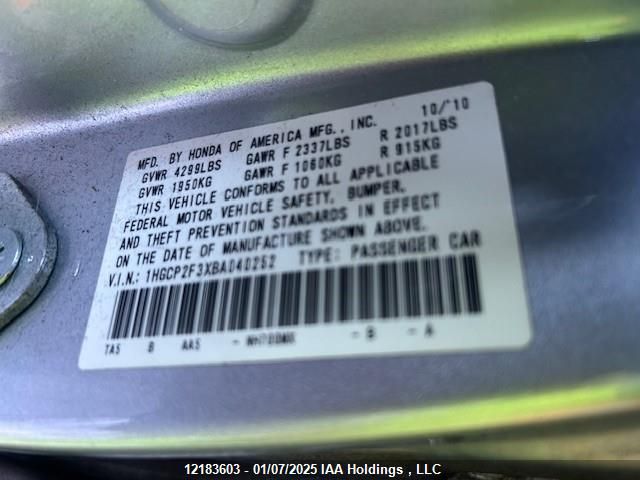 MFD. BY HONDA OF AMERICA MFG., INC. 10/'10
GVWR 4299LBS GAWR F 2337LBS R 2017LBS
GVWR 1950KG GAWR F 1060KG R 915KG
THIS VEHICLE CONFORMS TO ALL APPLICABLE
FEDERAL MOTOR VEHICLE SAFETY, BUMPER,
AND THEFT PREVENTION STANDARDS IN EFFECT
ON THE DATE OF MANUFACTURE SHOWN ABOVE.
V.I.N.: 1HGCP2F3XBA040252 TYPE: PASSENGER CAR
TA5 B AA5 - NH700MX - B - A
12183603 - 01/07/2025 IAA Holdings , LLC